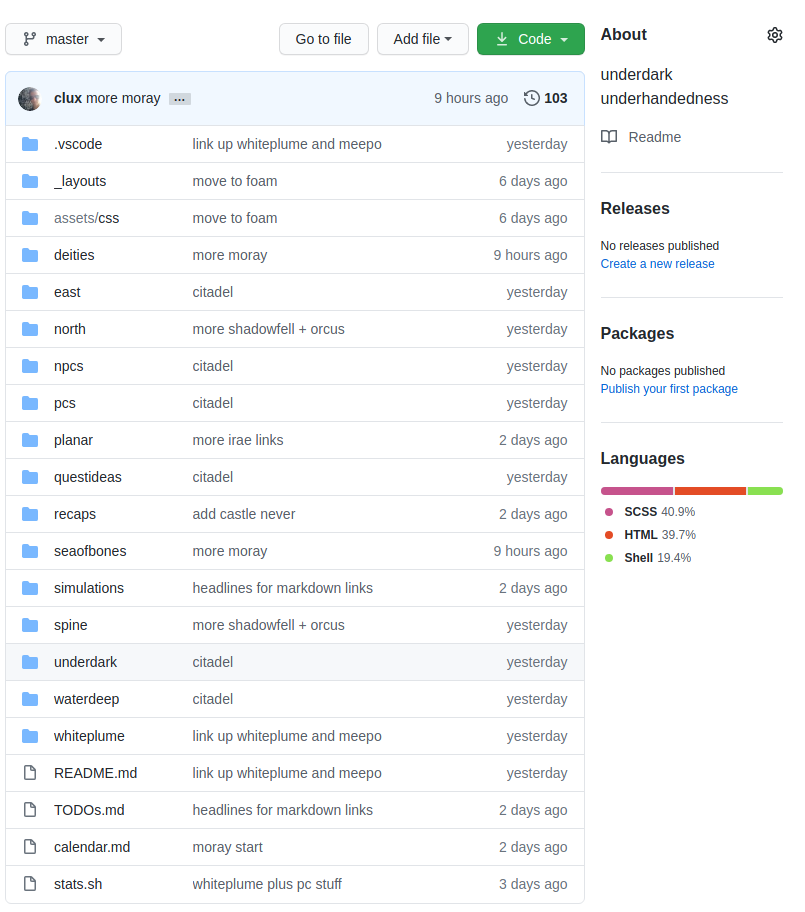 master
Go to file
Add file
Code
clux more moray ... 9 hours ago 103
.vscode link up whiteplume and meepo yesterday
_layouts move to foam 6 days ago
assets/css move to foam 6 days ago
deities more moray 9 hours ago
east citadel yesterday
north more shadowfell + orcus yesterday
npcs citadel yesterday
pcs citadel yesterday
planar more irae links 2 days ago
questideas citadel yesterday
recaps add castle never 2 days ago
seaofbones more moray 9 hours ago
simulations headlines for markdown links 2 days ago
spine more shadowfell + orcus yesterday
underdark citadel yesterday
waterdeep citadel yesterday
whiteplume link up whiteplume and meepo yesterday
README.md link up whiteplume and meepo yesterday
TODOs.md headlines for markdown links 2 days ago
calendar.md moray start 2 days ago
stats.sh whiteplume plus pc stuff 3 days ago
About
underdark
underhandedness
Readme
Releases
No releases published
Create a new release
Packages
No packages published
Publish your first package
Languages
SCSS 40.9%
HTML 39.7%
Shell 19.4%